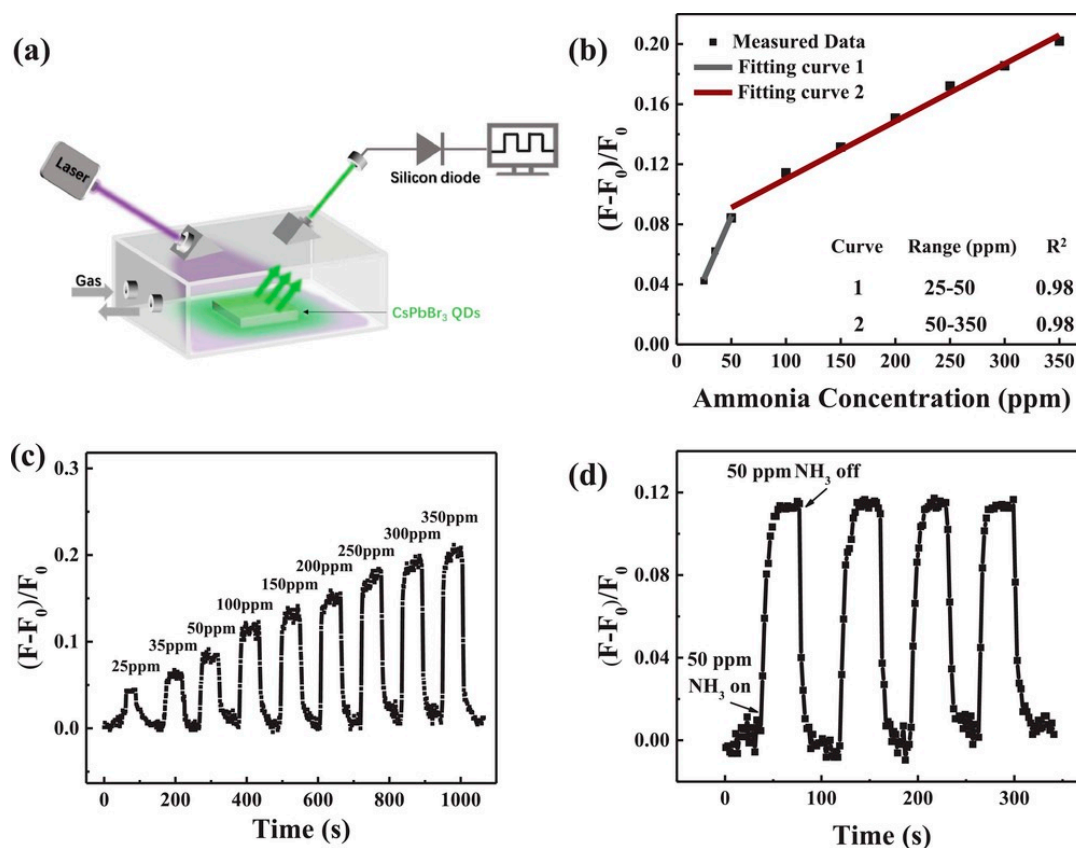 (a)
Laser
Silicon diode
Gas
CsPbBr₃ QDs
(b)
(F-F₀)/F₀
0.20
0.16
0.12
0.08
0.04
0.00
Measured Data
Fitting curve 1
Fitting curve 2
Curve Range (ppm) R²
1 25-50 0.98
2 50-350 0.98
0 50 100 150 200 250 300 350
Ammonia Concentration (ppm)
(c)
(F-F₀)/F₀
0.3
0.2
0.1
0.0
25ppm
35ppm
50ppm
100ppm
150ppm
200ppm
250ppm
300ppm
350ppm
0 200 400 600 800 1000
Time (s)
(d)
(F-F₀)/F₀
0.12
0.08
0.04
0.00
50 ppm NH₃ off
50 ppm
NH₃ on
0 100 200 300
Time (s)